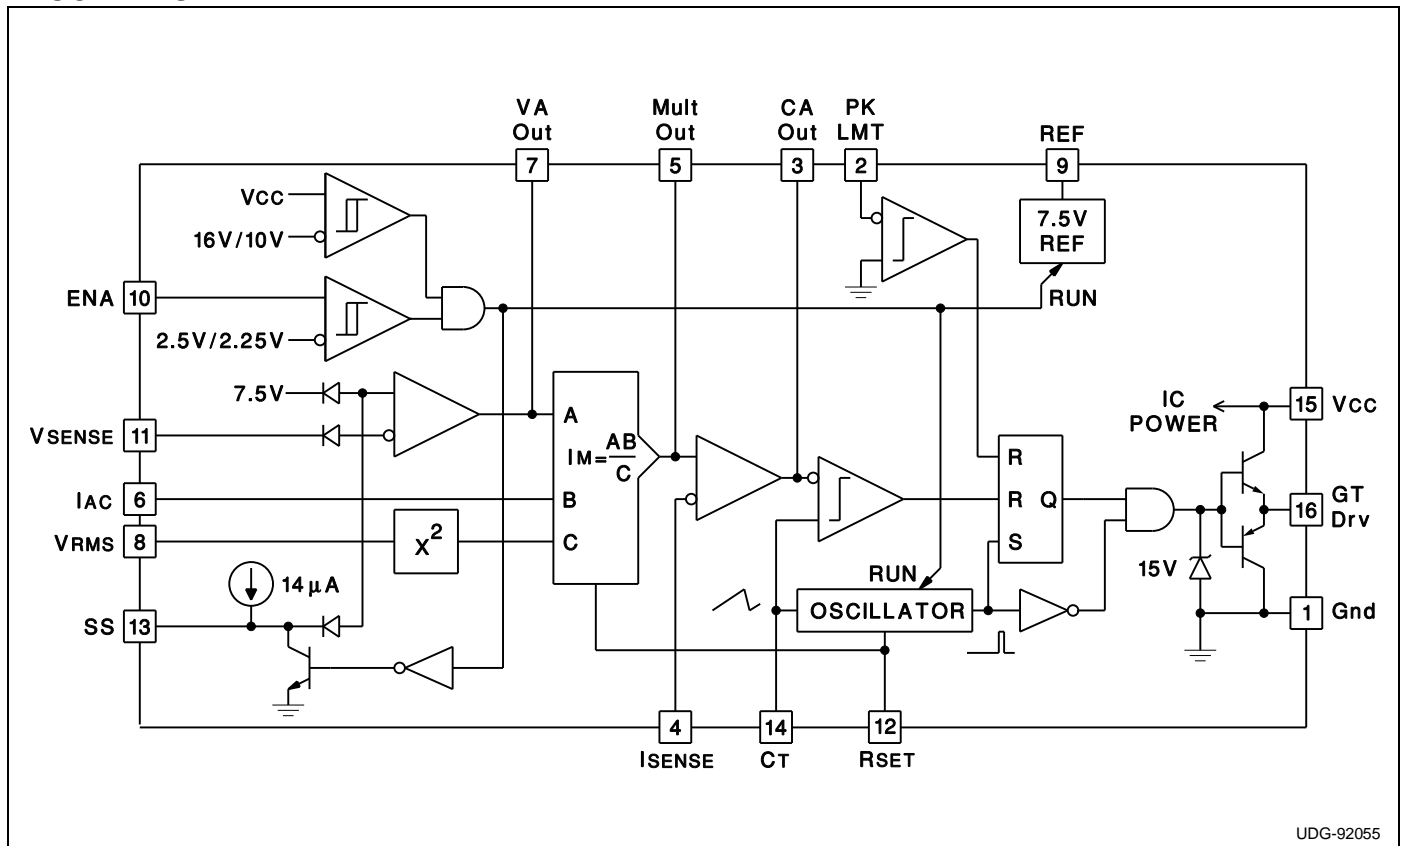 VA Out
7
Mult Out
5
CA Out
3
PK LMT
2
REF
9
VCC
16V/10V
7.5V REF
ENA 10
RUN
2.5V/2.25V
7.5V
IC POWER
15 VCC
VSENSE 11
A
IM=AB/C
R
IAC 6
B
R Q
16 GT Drv
VRMS 8
X²
C
S
15V
14µA
RUN
SS 13
OSCILLATOR
1 Gnd
4
ISENSE
14
CT
12
RSET
UDG-92055